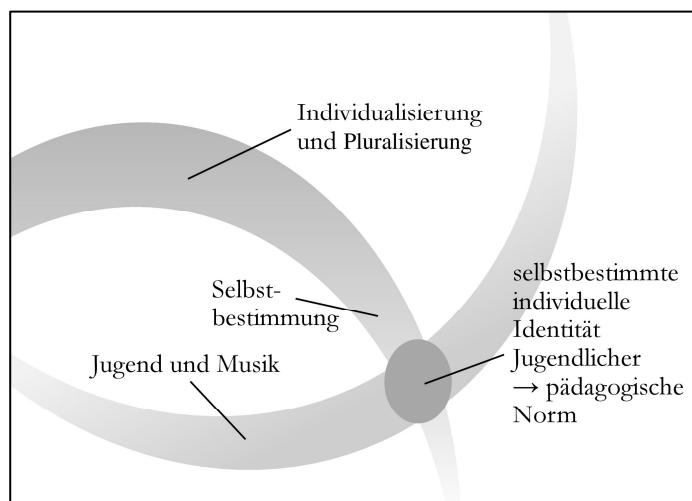 Individualisierung
und Pluralisierung
Selbst-
bestimmung
Jugend und Musik
selbstbestimmte
individuelle
Identität
Jugendlicher
→ pädagogische
Norm